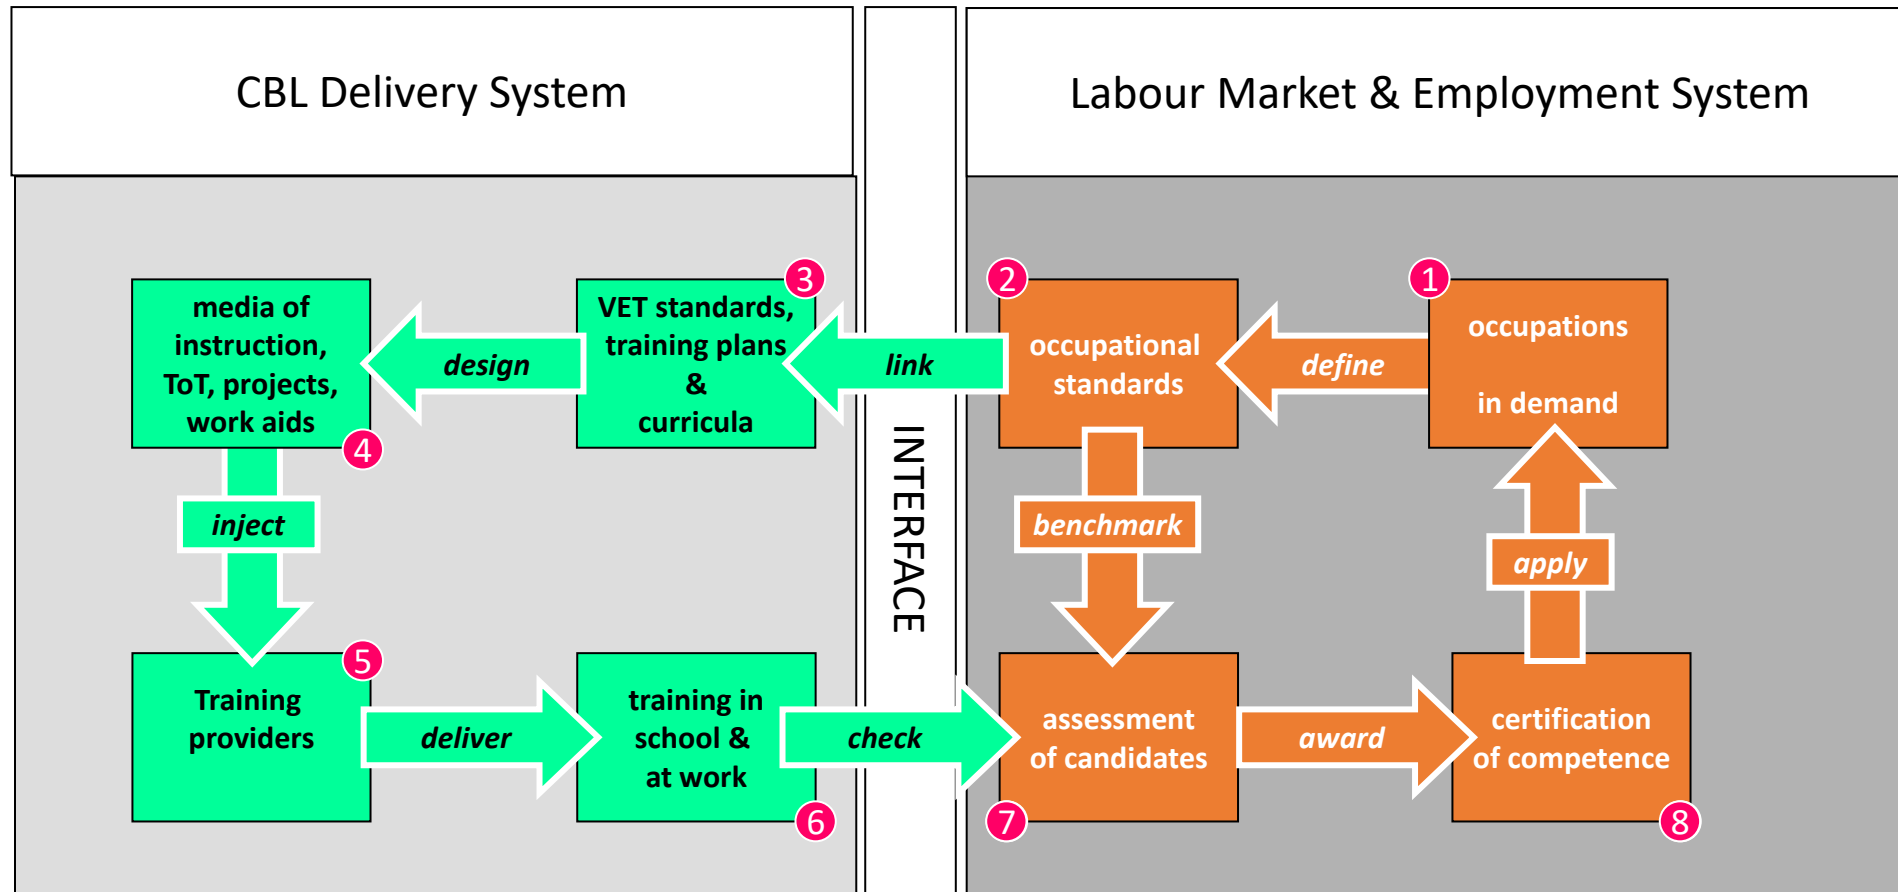 CBL Delivery System
Labour Market & Employment System
INTERFACE
1
occupations
in demand
define
2
occupational
standards
link
3
VET standards,
training plans
&
curricula
design
media of
instruction,
ToT, projects,
work aids
4
inject
5
Training
providers
deliver
training in
school &
at work
6
check
benchmark
assessment
of candidates
7
award
certification
of competence
8
apply